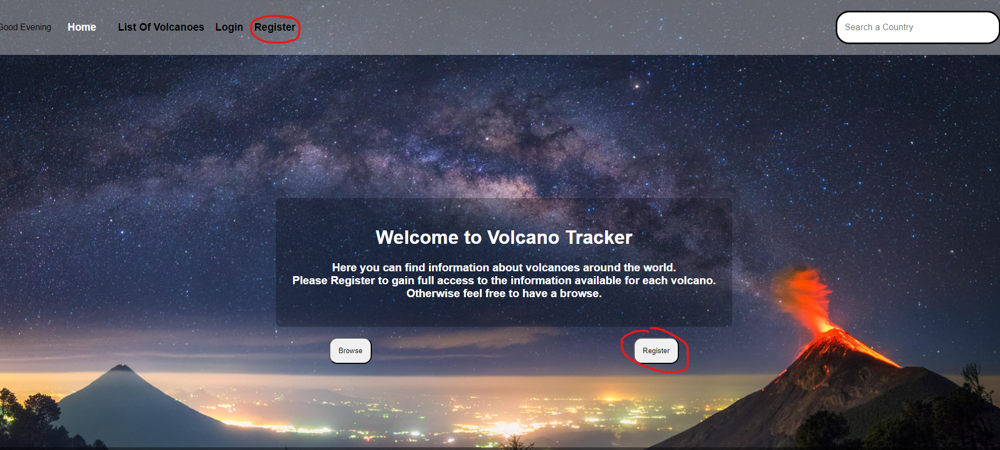 Good Evening Home List Of Volcanoes Login Register Search a Country
Welcome to Volcano Tracker
Here you can find information about volcanoes around the world.
Please Register to gain full access to the information available for each volcano.
Otherwise feel free to have a browse.
Browse Register